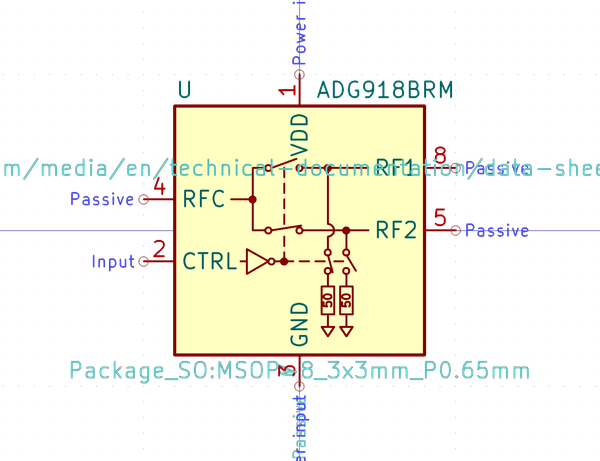 Power i
U
ADG918BRM
1
VDD
m/media/en/technical-documentation/data-shee
RF1
8
Passive
Passive
4
RFC
RF2
5
Passive
Input
2
CTRL
50
50
GND
Package_SO:MSOP-8_3x3mm_P0.65mm
3
er input